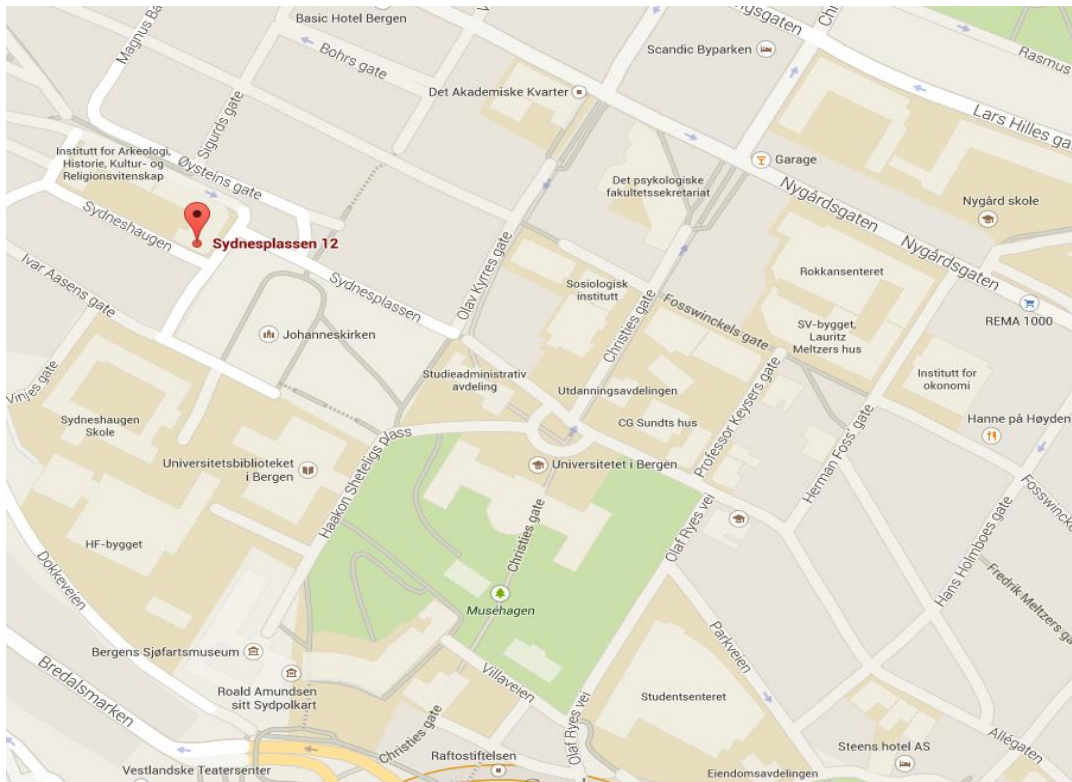 Basic Hotel Bergen
Magnus Ba
Bohrs gate
Scandic Byparken
ngsgaten
Chri
Rasmus
Det Akademiske Kvarter
Lars Hilles ga
Sigurds gate
Institutt for Arkeologi,
Historie, Kultur- og
Religionsvitenskap
Øysteins gate
Garage
Det psykologiske
fakultetssekretariat
Nygårdsgaten
Nygård skole
Sydneshaugen
Sydnesplassen 12
Nygårdsgaten
Ivar Aasens gate
Olav Kyrres gate
Rokkansenteret
Sydnesplassen
Sosiologisk
institutt
Fosswinckels gate
REMA 1000
Johanneskirken
Christies gate
SV-bygget,
Lauritz
Meltzers hus
Institutt for
okonomi
Studieadministrativ
avdeling
Utdanningsavdelingen
Vinjes gate
Sydneshaugen
Skole
CG Sundts hus
Professor Keysers gate
Hanne på Høyden
Universitetsbiblioteket
i Bergen
Universitetet i Bergen
Herman Foss' gate
Haakon Sheteligs plass
Fosswinckels
HF-bygget
Christies gate
Olaf Ryes vei
Dokkeveien
Hans Holmboes gate
Fredrik Meltzers ga
Musehagen
Bergens Sjøfartsmuseum
Parkveien
Bredalsmarken
Roald Amundsen
sitt Sydpolkart
Villaveien
Studentsenteret
Olaf Ryes vei
Christies gate
Allégaten
Steens hotel AS
Raftostiftelsen
Vestlandske Teatersenter
Eiendomsavdelingen